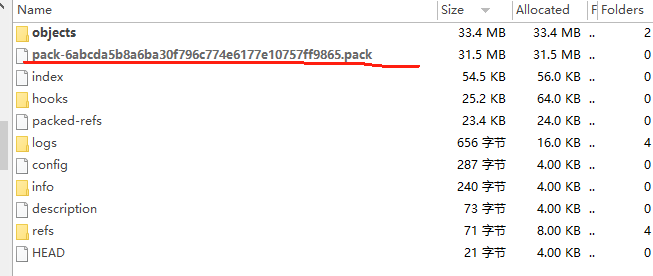 Name Size Allocated F Folders
objects 33.4 MB 33.4 MB .. 2
pack-6abcda5b8a6ba30f796c774e6177e10757ff9865.pack 31.5 MB 31.5 MB .. 0
index 54.5 KB 56.0 KB .. 0
hooks 25.2 KB 64.0 KB .. 0
packed-refs 23.4 KB 24.0 KB .. 0
logs 656 字节 16.0 KB .. 4
config 287 字节 4.00 KB .. 0
info 240 字节 4.00 KB .. 0
description 73 字节 4.00 KB .. 0
refs 71 字节 8.00 KB .. 4
HEAD 21 字节 4.00 KB .. 0